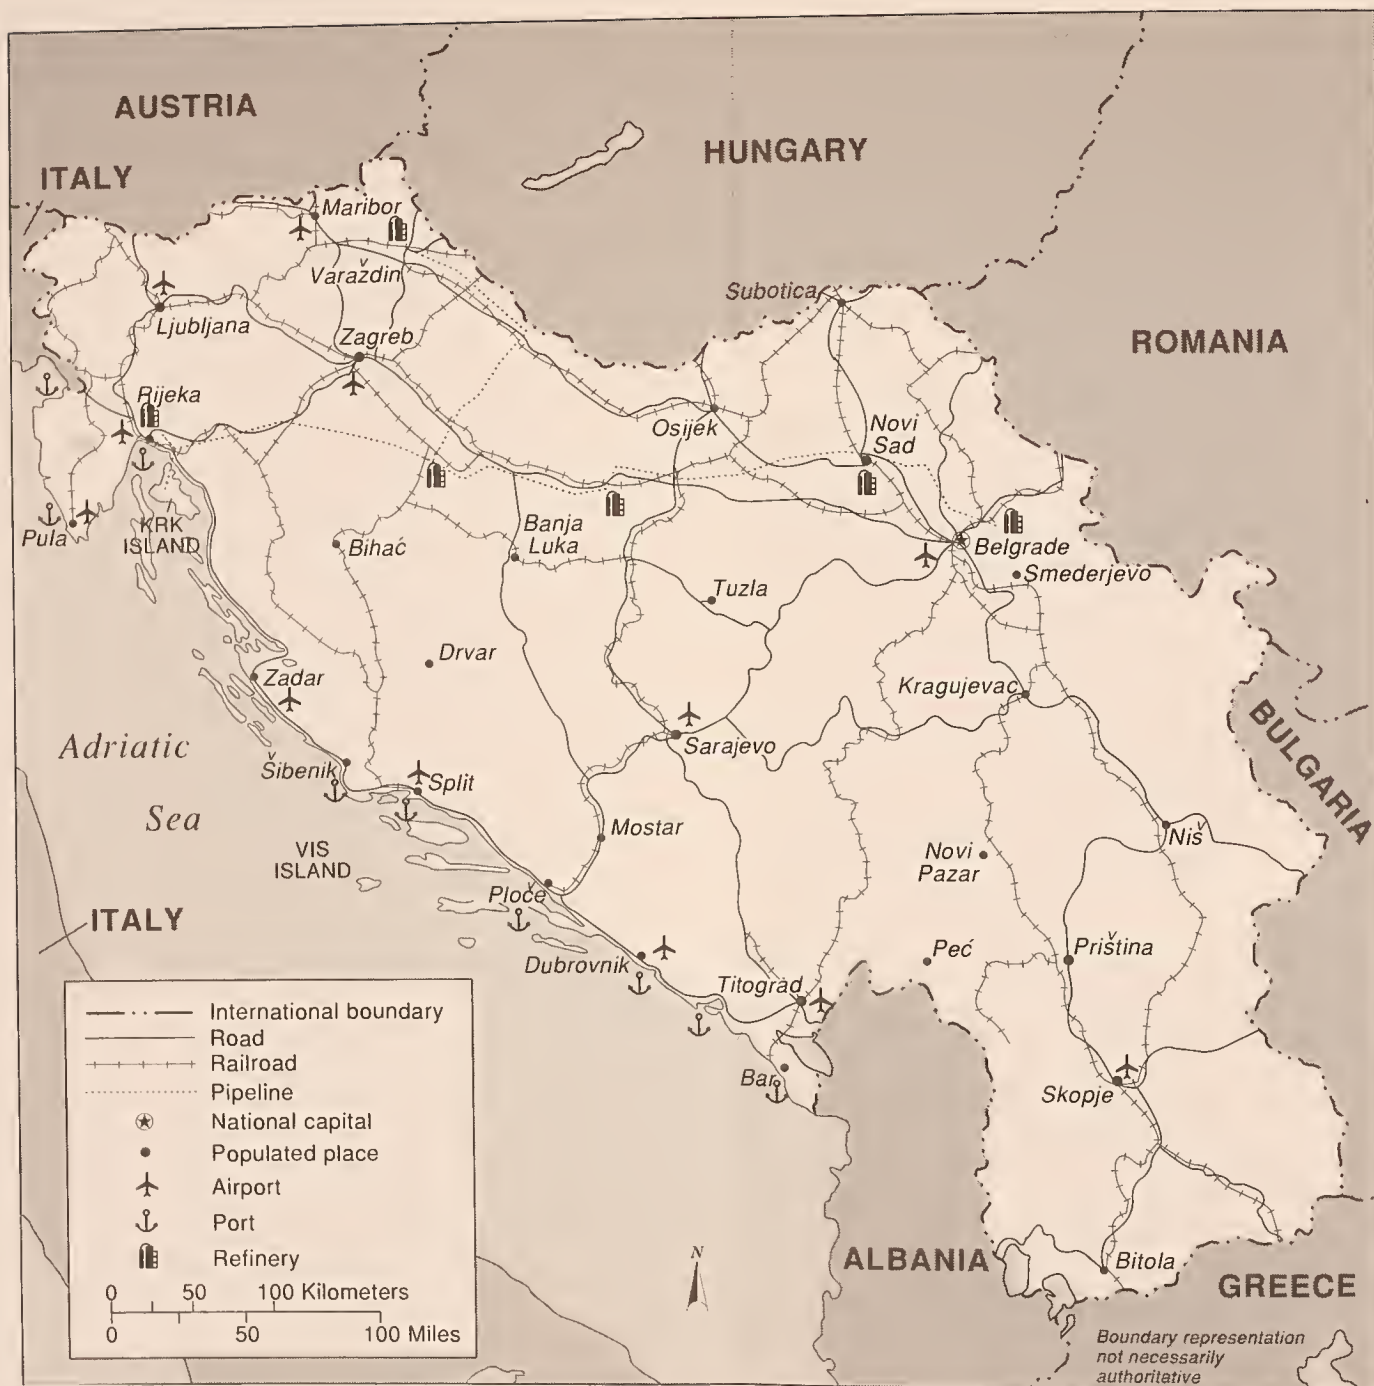 AUSTRIA
HUNGARY
ITALY
Maribor
Varaždin
Subotica
Ljubljana
Zagreb
ROMANIA
Rijeka
Osijek
Novi
Sad
Pula
KRK
ISLAND
Bihać
Banja
Luka
Belgrade
Smederjevo
Tuzla
Drvar
Zadar
Kragujevac
BULGARIA
Adriatic
Sea
Sarajevo
Šibenik
Split
Mostar
Niš
VIS
ISLAND
Novi
Pazar
Ploče
ITALY
Dubrovnik
Peć
Priština
Titograd
Bar
Skopje
International boundary
Road
Railroad
Pipeline
National capital
Populated place
Airport
Port
Refinery
0 50 100 Kilometers
0 50 100 Miles
N
ALBANIA
Bitola
GREECE
Boundary representation
not necessarily
authoritative